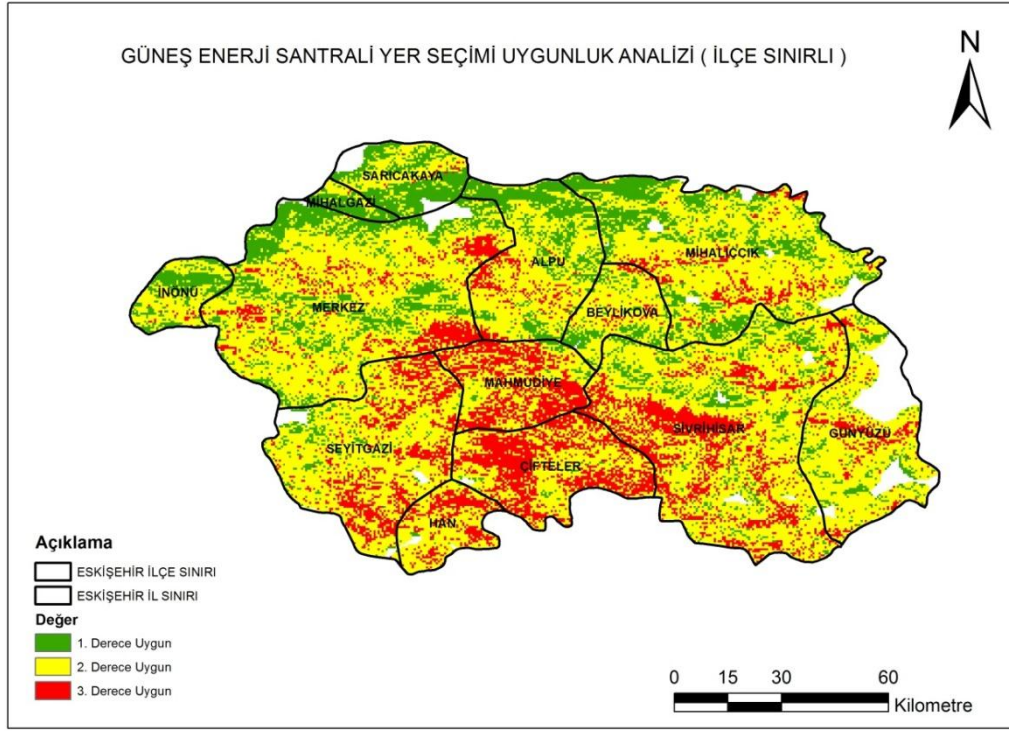 GÜNEŞ ENERJİ SANTRALİ YER SEÇİMİ UYGUNLUK ANALİZİ ( İLÇE SINIRLI )
N
SARICAKAYA
MİHALGAZİ
MİHALIÇCIK
ALPU
İNÖNÜ
MERKEZ
BEYLİKOVA
MAHMUDİYE
SİVRİHİSAR
GÜNYÜZÜ
SEYİTGAZİ
ÇİFTELER
HAN
Açıklama
ESKİŞEHİR İLÇE SINIRI
ESKİŞEHİR İL SINIRI
Değer
1. Derece Uygun
2. Derece Uygun
3. Derece Uygun
0 15 30 60
Kilometre